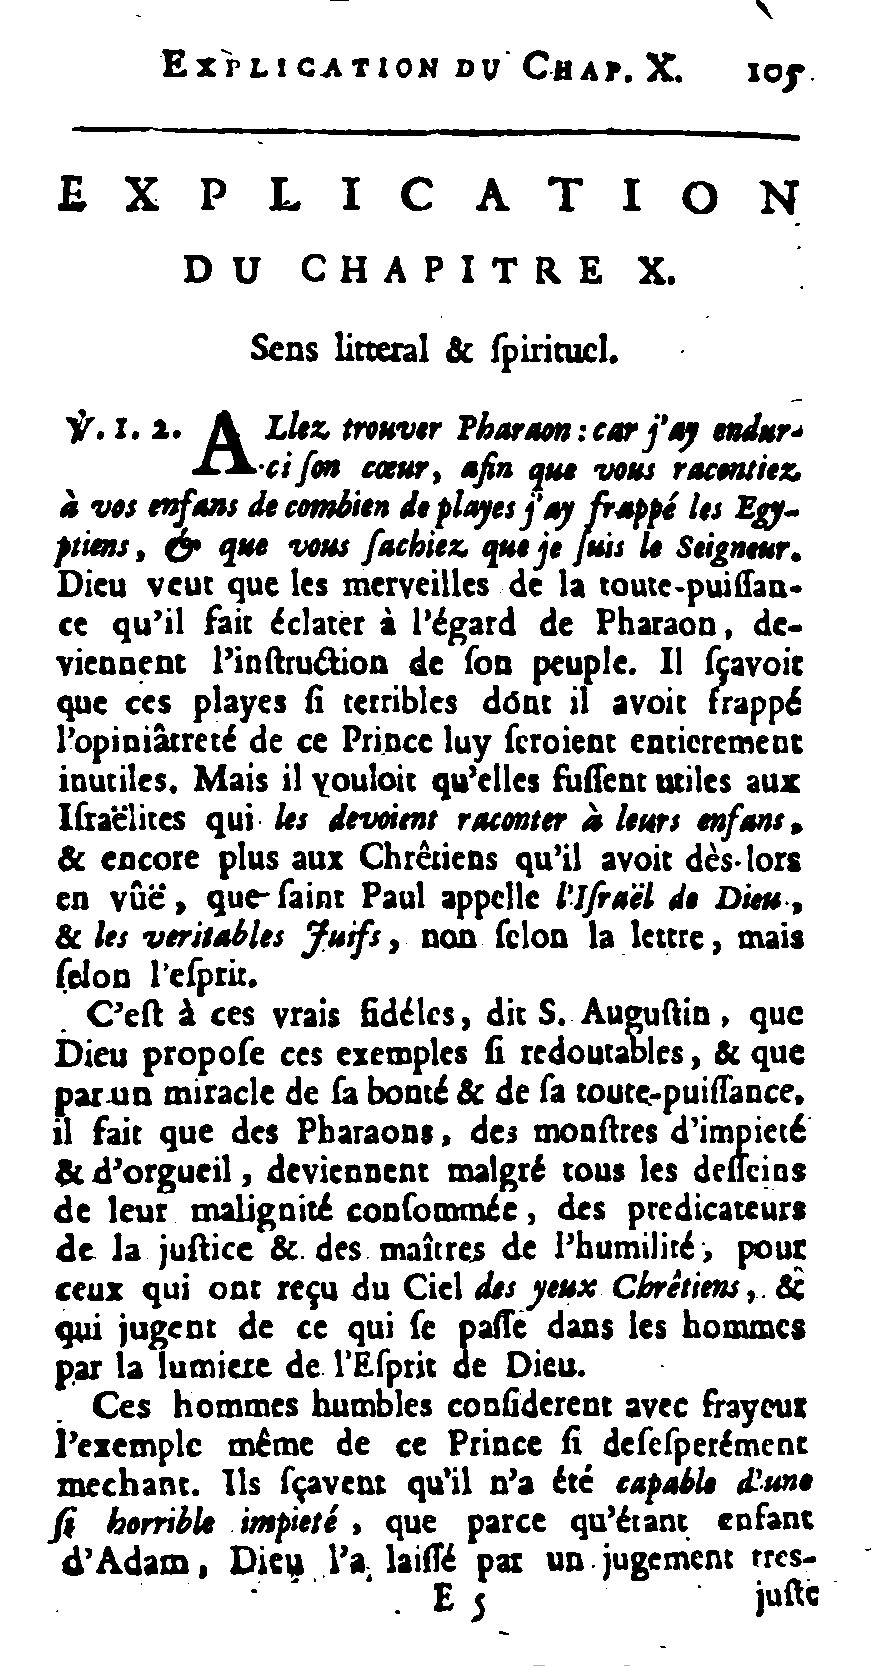 EXPLICATION DU CHAP. X. 105
EXPLICATION
DU CHAPITRE X.
Sens litteral & ſpirituel.
℣. 1. 2. ALlez trouver Pharaon : car j'ay endur-
ci ſon cœur, afin que vous racontiez
à vos enfans de combien de playes j'ay frappé les Egy-
ptiens, & que vous ſachiez que je ſuis le Seigneur.
Dieu veut que les merveilles de la toute-puiſſan-
ce qu'il fait éclater à l'égard de Pharaon, de-
viennent l'inſtruction de ſon peuple. Il ſçavoit
que ces playes ſi terribles dont il avoit frappé
l'opiniâtreté de ce Prince luy ſeroient entierement
inutiles. Mais il vouloit qu'elles fuſſent utiles aux
Iſraëlites qui les devoient raconter à leurs enfans,
& encore plus aux Chrêtiens qu'il avoit dès-lors
en vûë, que ſaint Paul appelle l'Iſraël de Dieu,
& les veritables Juifs, non ſelon la lettre, mais
ſelon l'eſprit.
C'eſt à ces vrais fidéles, dit S. Auguſtin, que
Dieu propoſe ces exemples ſi redoutables, & que
par un miracle de ſa bonté & de ſa toute-puiſſance,
il fait que des Pharaons, des monſtres d'impieté
& d'orgueil, deviennent malgré tous les deſſeins
de leur malignité conſommée, des predicateurs
de la juſtice & des maîtres de l'humilité, pour
ceux qui ont reçu du Ciel des yeux Chrêtiens, &
qui jugent de ce qui ſe paſſe dans les hommes
par la lumiere de l'Eſprit de Dieu.
Ces hommes humbles conſiderent avec frayeur
l'exemple même de ce Prince ſi deſeſperément
mechant. Ils ſçavent qu'il n'a été capable d'une
ſi horrible impieté, que parce qu'étant enfant
d'Adam, Dieu l'a laiſſé par un jugement tres-
E 5 juſte